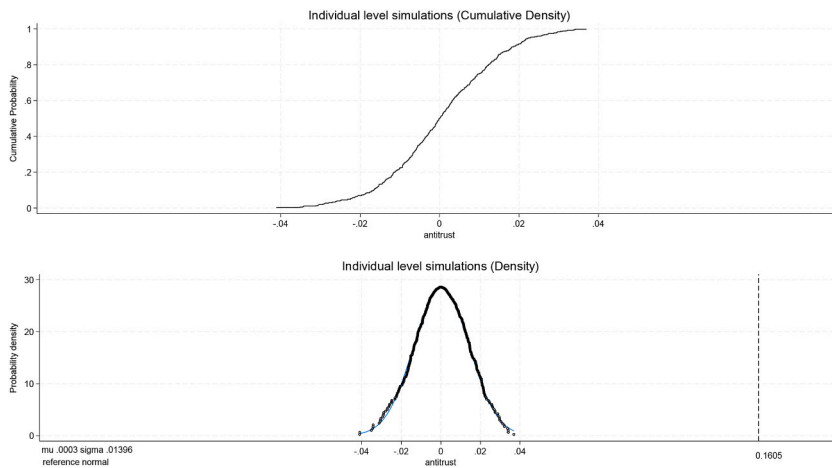 Individual level simulations (Cumulative Density)
1
.8
.6
.4
.2
0
Cumulative Probability
-.04 -.02 0 .02 .04
antitrust
Individual level simulations (Density)
30
20
10
0
Probability density
-.04 -.02 0 .02 .04
antitrust
0.1605
mu .0003 sigma .01396
reference normal